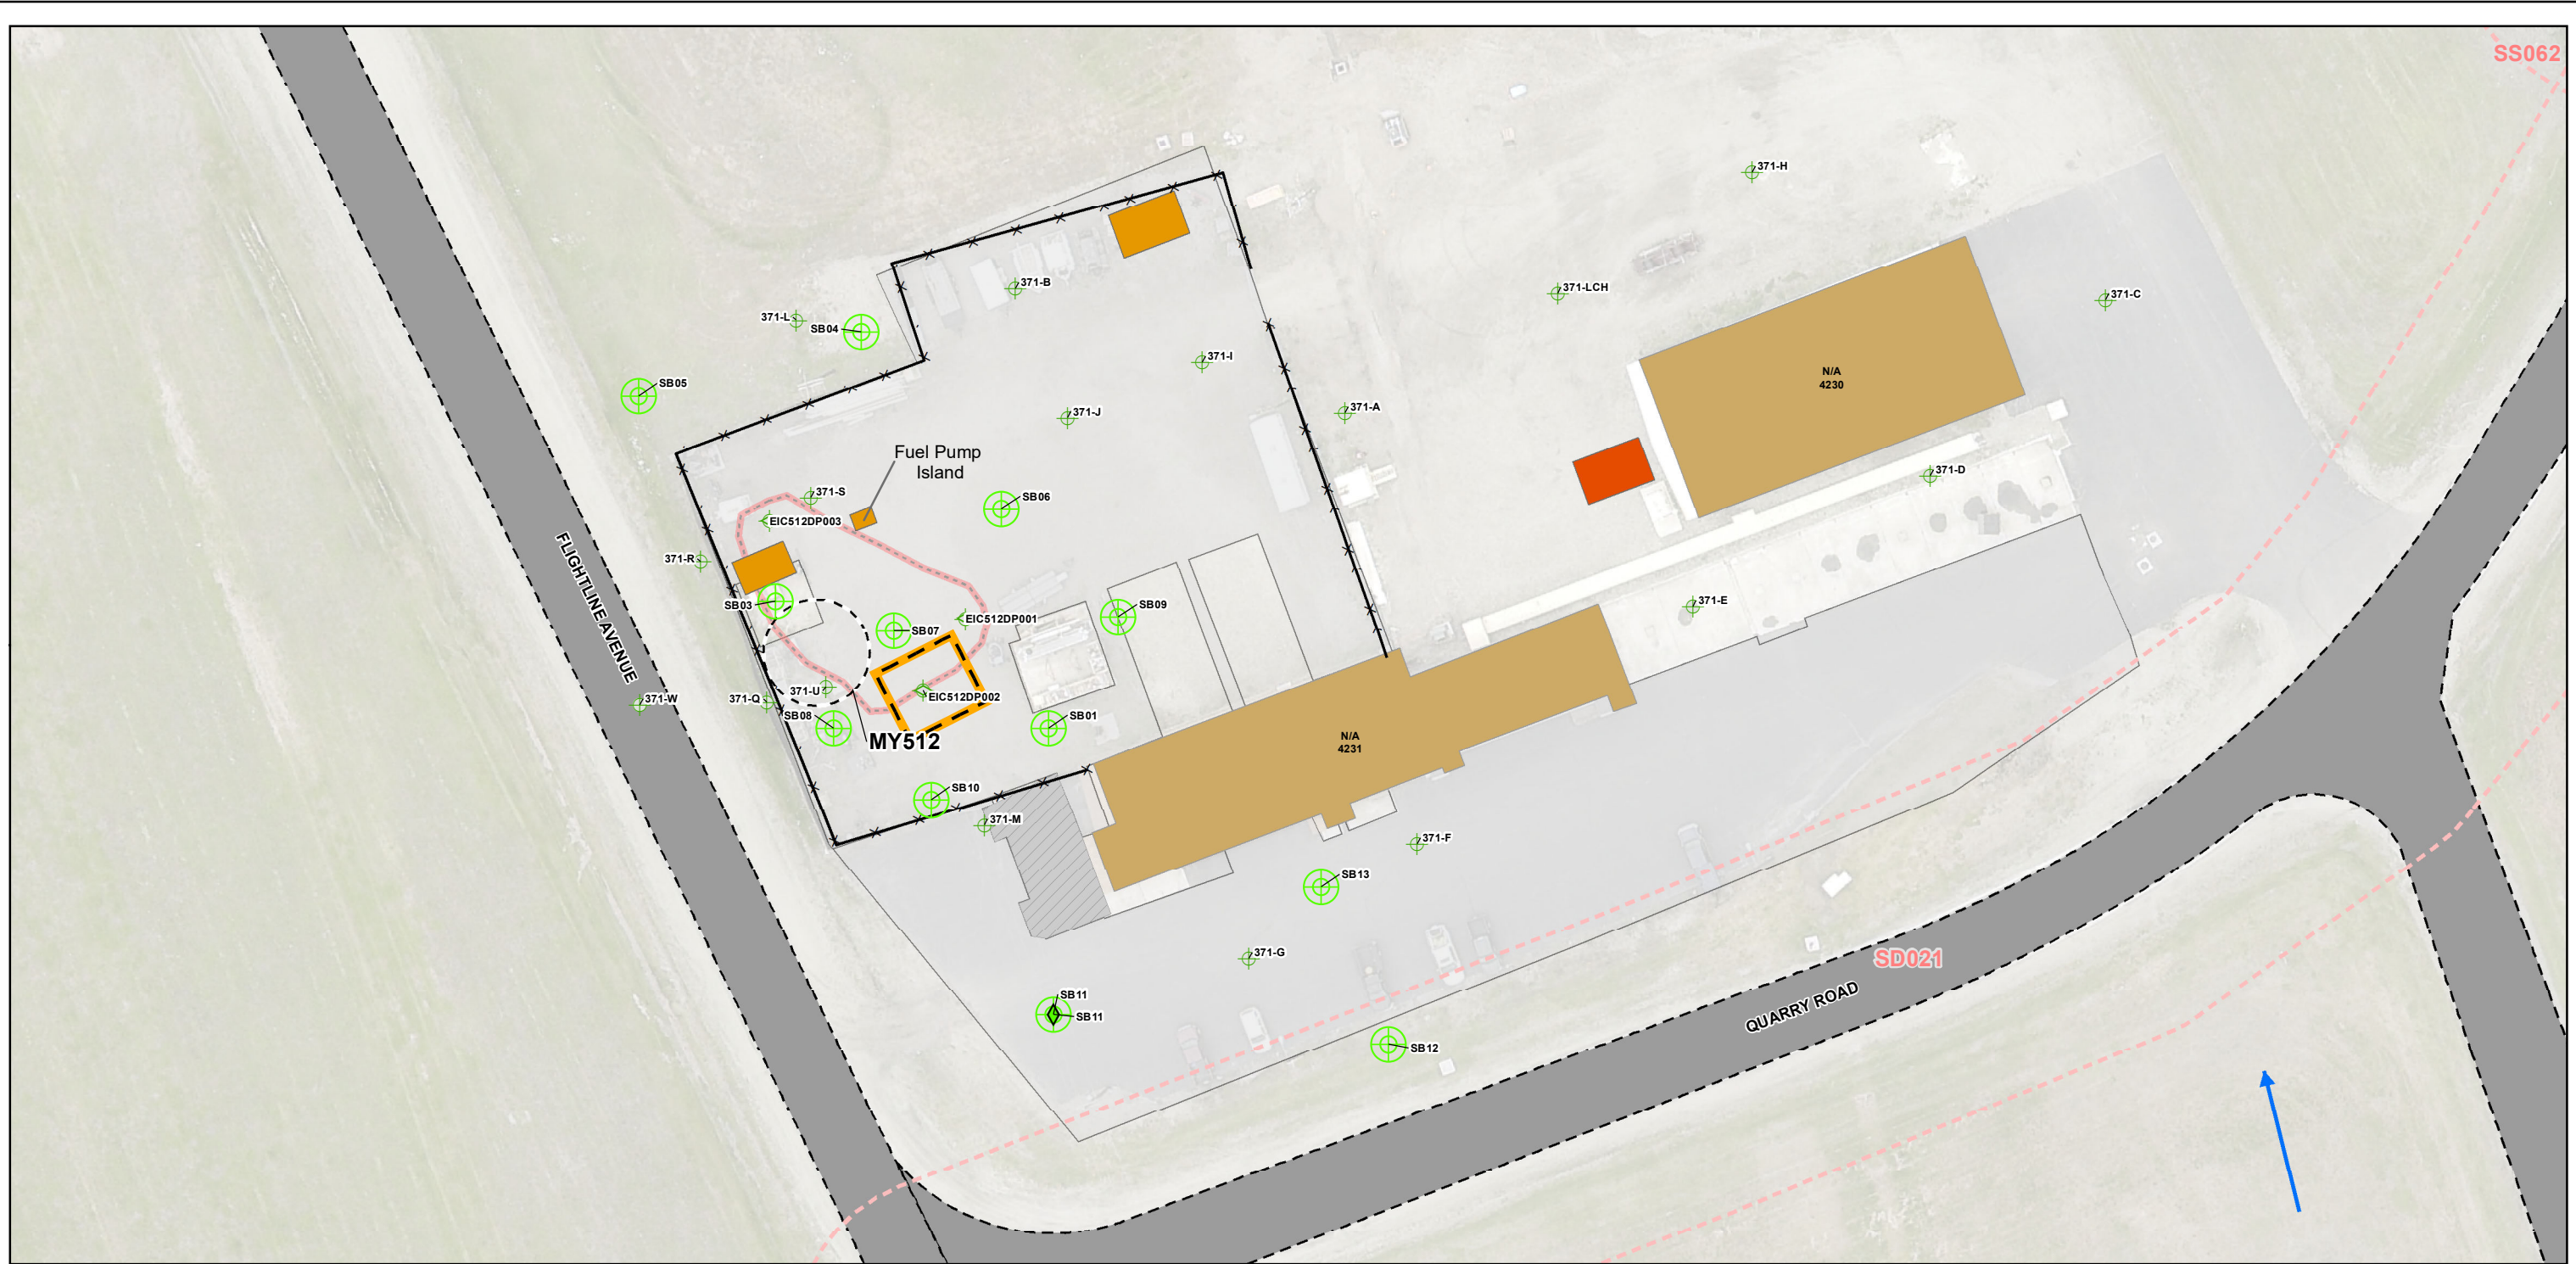 SS062
371-H
371-B
371-LCH
371-C
371-L
SB04
371-I
N/A
4230
SB05
371-J
371-A
Fuel Pump
Island
371-D
371-S
SB06
EIC512DP003
FLIGHTLINE AVENUE
371-R
SB03
371-E
SB09
EIC512DP001
SB07
371-U
EIC512DP002
371-W
371-Q
SB08
SB01
MY512
N/A
4231
SB10
371-M
371-F
SB13
371-G
SD021
SB11
SB11
QUARRY ROAD
SB12